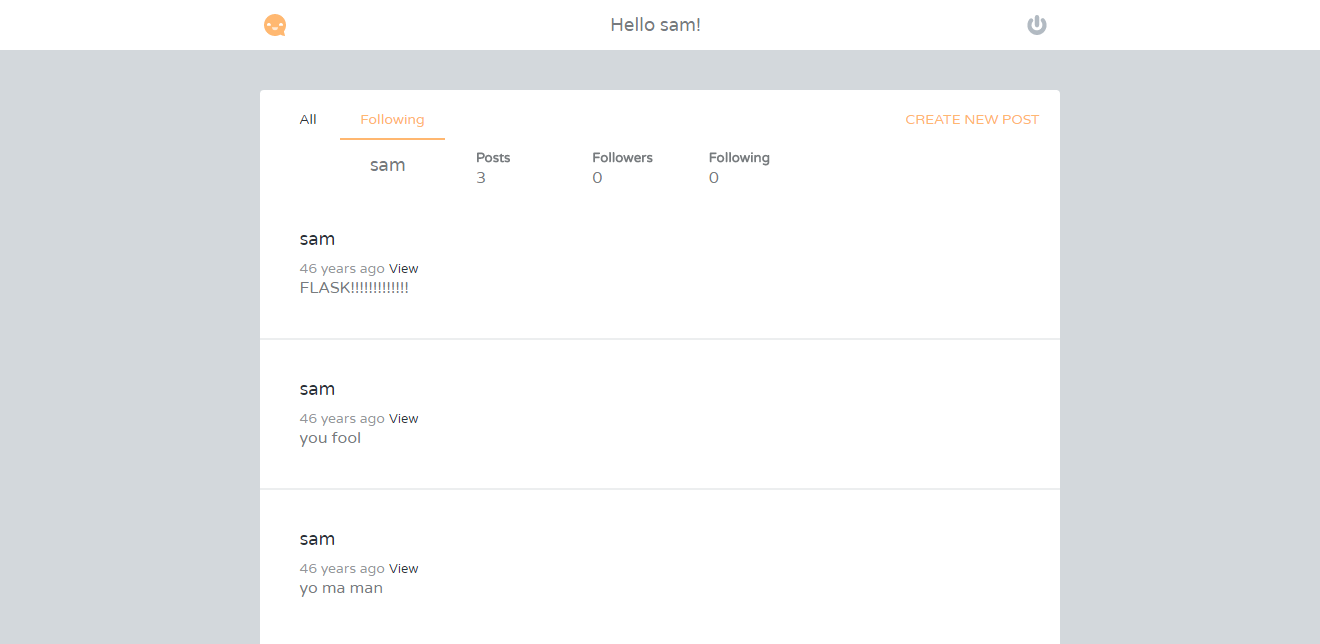 Hello sam!
All Following CREATE NEW POST
sam Posts Followers Following
3 0 0
sam
46 years ago View
FLASK!!!!!!!!!!!!!
sam
46 years ago View
you fool
sam
46 years ago View
yo ma man